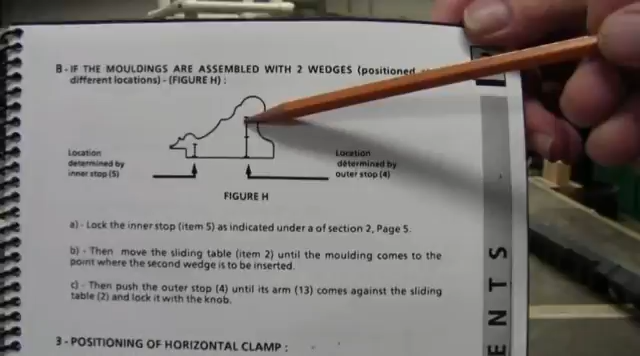 B - IF THE MOULDINGS ARE ASSEMBLED WITH 2 WEDGES (positioned
different locations) - (FIGURE H) :
Location
determined by
inner stop (5)
Location
determined by
outer stop (4)
FIGURE H
a) - Lock the inner stop (item 5) as indicated under a of section 2, Page 5.
b) - Then move the sliding table (item 2) until the moulding comes to the
point where the second wedge is to be inserted.
c) - Then push the outer stop (4) until its arm (13) comes against the sliding
table (2) and lock it with the knob.
3 - POSITIONING OF HORIZONTAL CLAMP :
ENTS